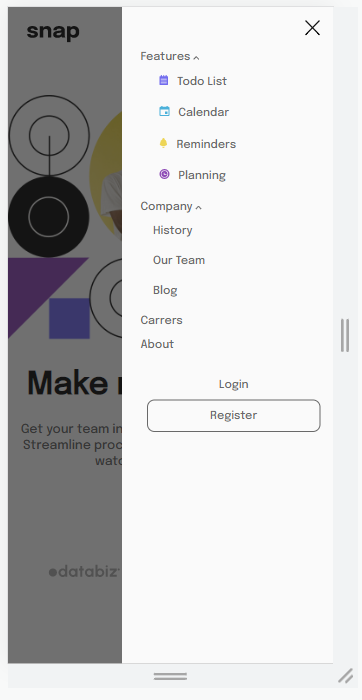 snap
Features
Todo List
Calendar
Reminders
Planning
Company
History
Our Team
Blog
Carrers
About
Login
Register
Make
Get your team in
Streamline proc
watc
databiz